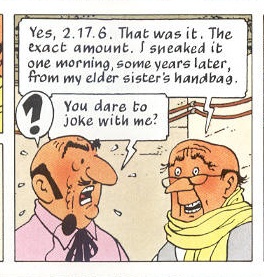 Yes, 2.17.6. That was it. The
exact amount. I sneaked it
one morning, some years later,
from my elder sister's handbag.
?
You dare to
joke with me?